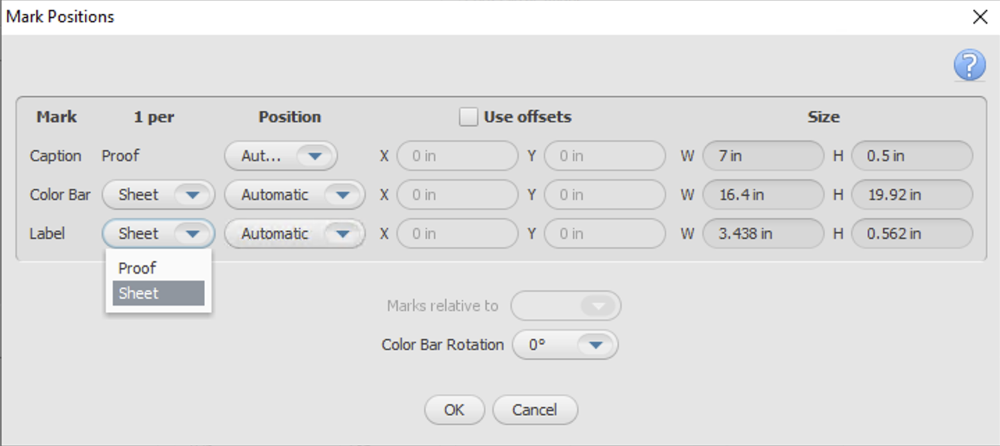 Mark Positions
Mark 1 per Position Use offsets Size
Caption Proof Aut... X 0 in Y 0 in W 7 in H 0.5 in
Color Bar Sheet Automatic X 0 in Y 0 in W 16.4 in H 19.92 in
Label Sheet Automatic X 0 in Y 0 in W 3.438 in H 0.562 in
Proof
Sheet
Marks relative to
Color Bar Rotation 0°
OK Cancel